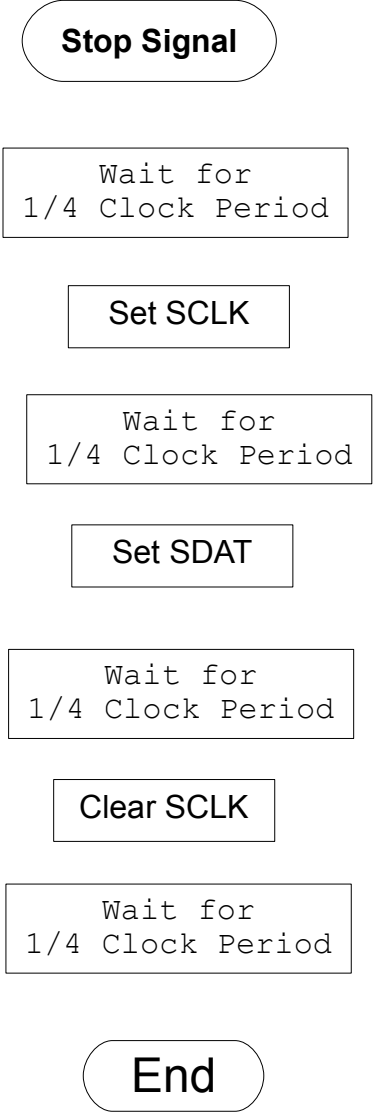 Stop Signal
Wait for
1/4 Clock Period
Set SCLK
Wait for
1/4 Clock Period
Set SDAT
Wait for
1/4 Clock Period
Clear SCLK
Wait for
1/4 Clock Period
End